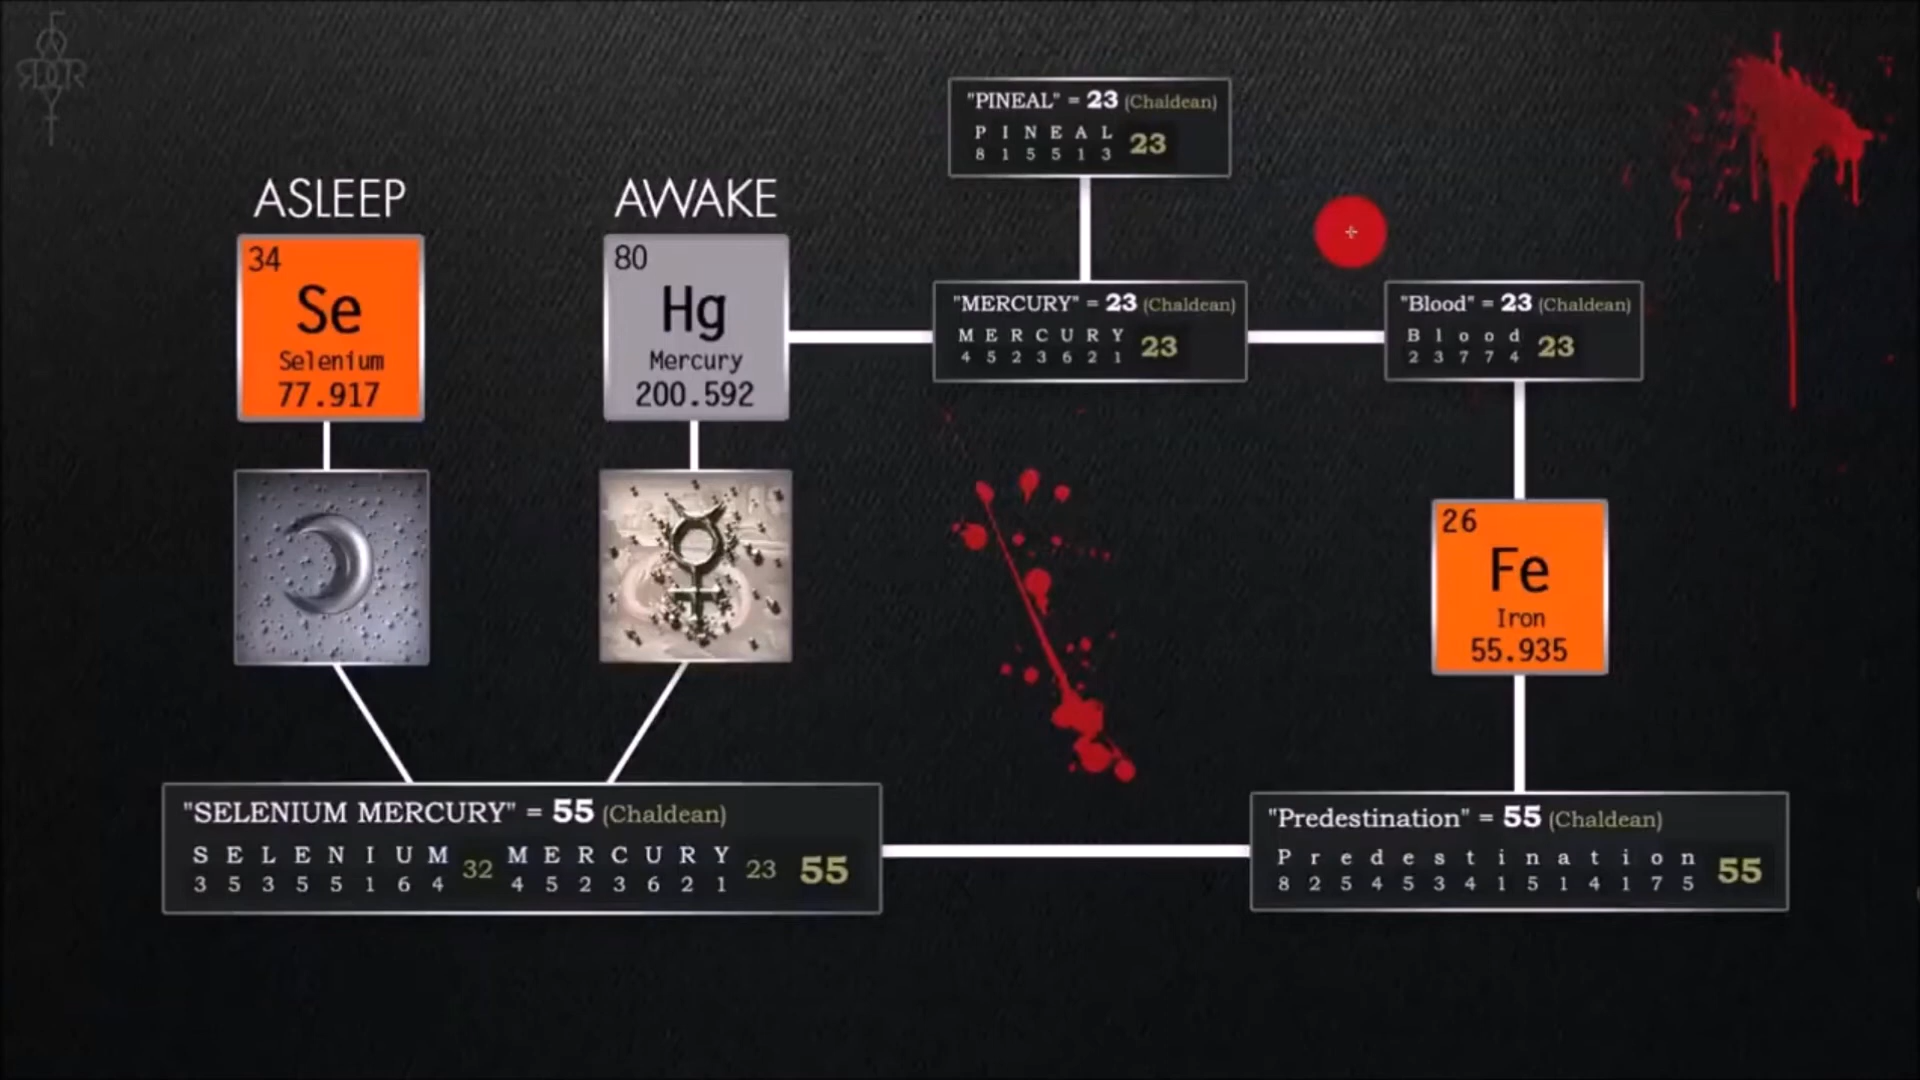 ASLEEP
34
Se
Selenium
77.917
AWAKE
80
Hg
Mercury
200.592
"PINEAL" = 23 (Chaldean)
P I N E A L 23
8 1 5 5 1 3
"MERCURY" = 23 (Chaldean)
M E R C U R Y 23
4 5 2 3 6 2 1
"Blood" = 23 (Chaldean)
B l o o d 23
2 3 7 7 4
26
Fe
Iron
55.935
"SELENIUM MERCURY" = 55 (Chaldean)
S E L E N I U M 32 M E R C U R Y 23 55
3 5 3 5 5 1 6 4 4 5 2 3 6 2 1
"Predestination" = 55 (Chaldean)
P r e d e s t i n a t i o n 55
8 2 5 4 5 3 4 1 5 1 4 1 7 5